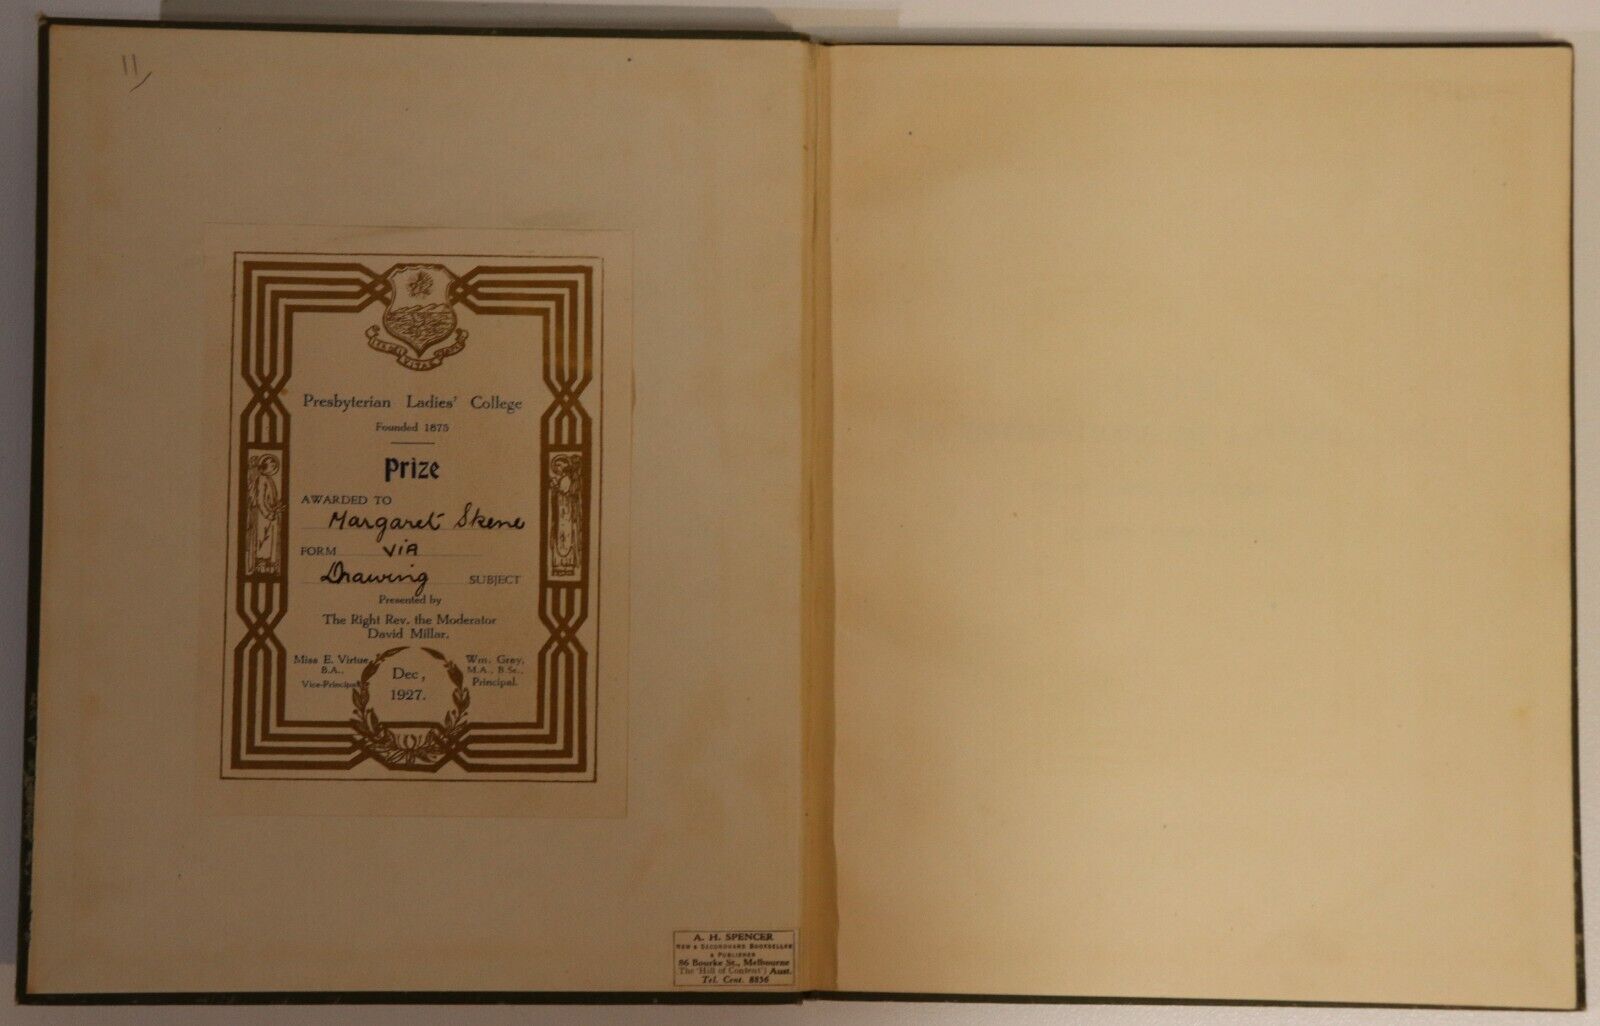 11/
Presbyterian Ladies' College
Founded 1875
Prize
AWARDED TO
Margaret Skene
FORM VIA
Drawing SUBJECT
Presented by
The Right Rev. the Moderator
David Millar.
Miss E. Virtue,
B.A.,
Vice-Principal
Wm. Gray,
M.A., B.Sc.,
Principal.
Dec,
1927.
A. H. SPENCER
NEW & SECONDHAND BOOKSELLER
& PUBLISHER
86 Bourke St., Melbourne
The 'Hill of Content') Aust.
Tel. Cent. 8856